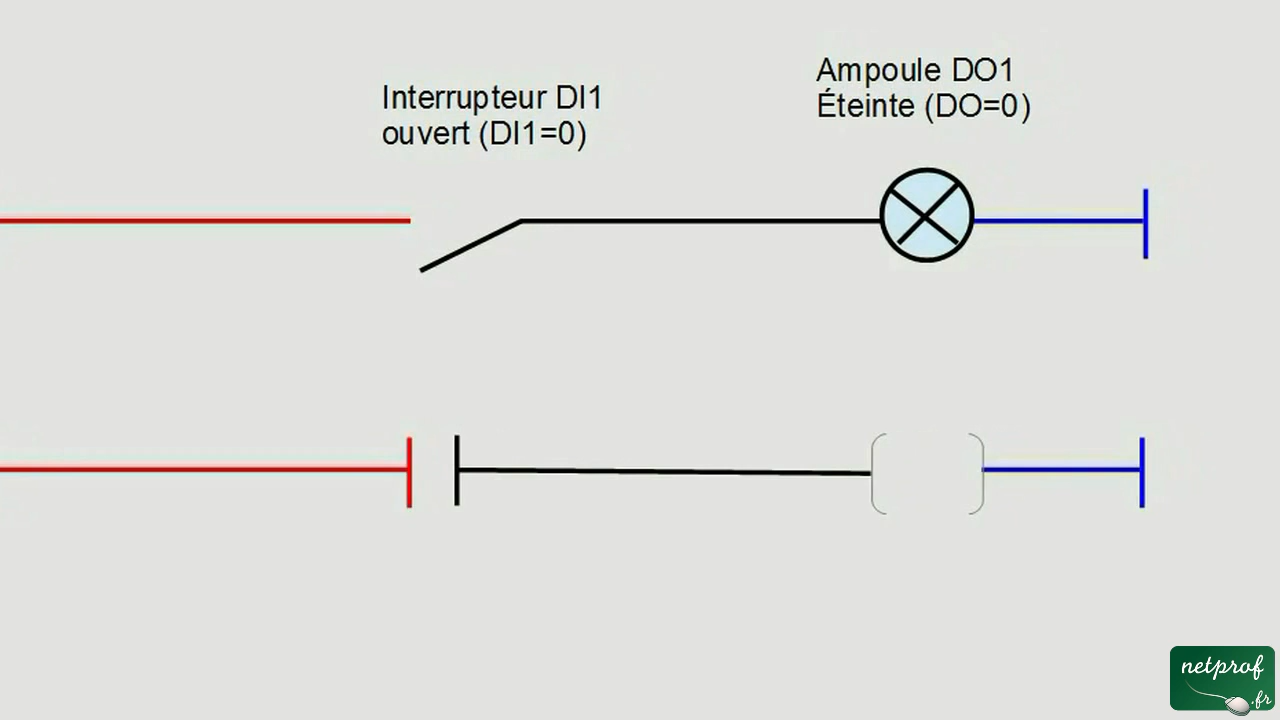 Interrupteur DI1
ouvert (DI1=0)
Ampoule DO1
Éteinte (DO=0)
netprof
.fr